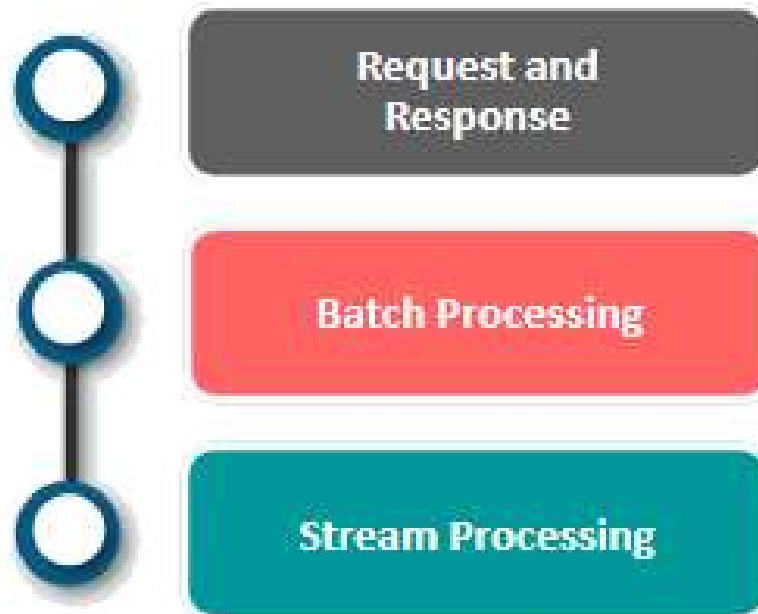 Request and
Response
Batch Processing
Stream Processing